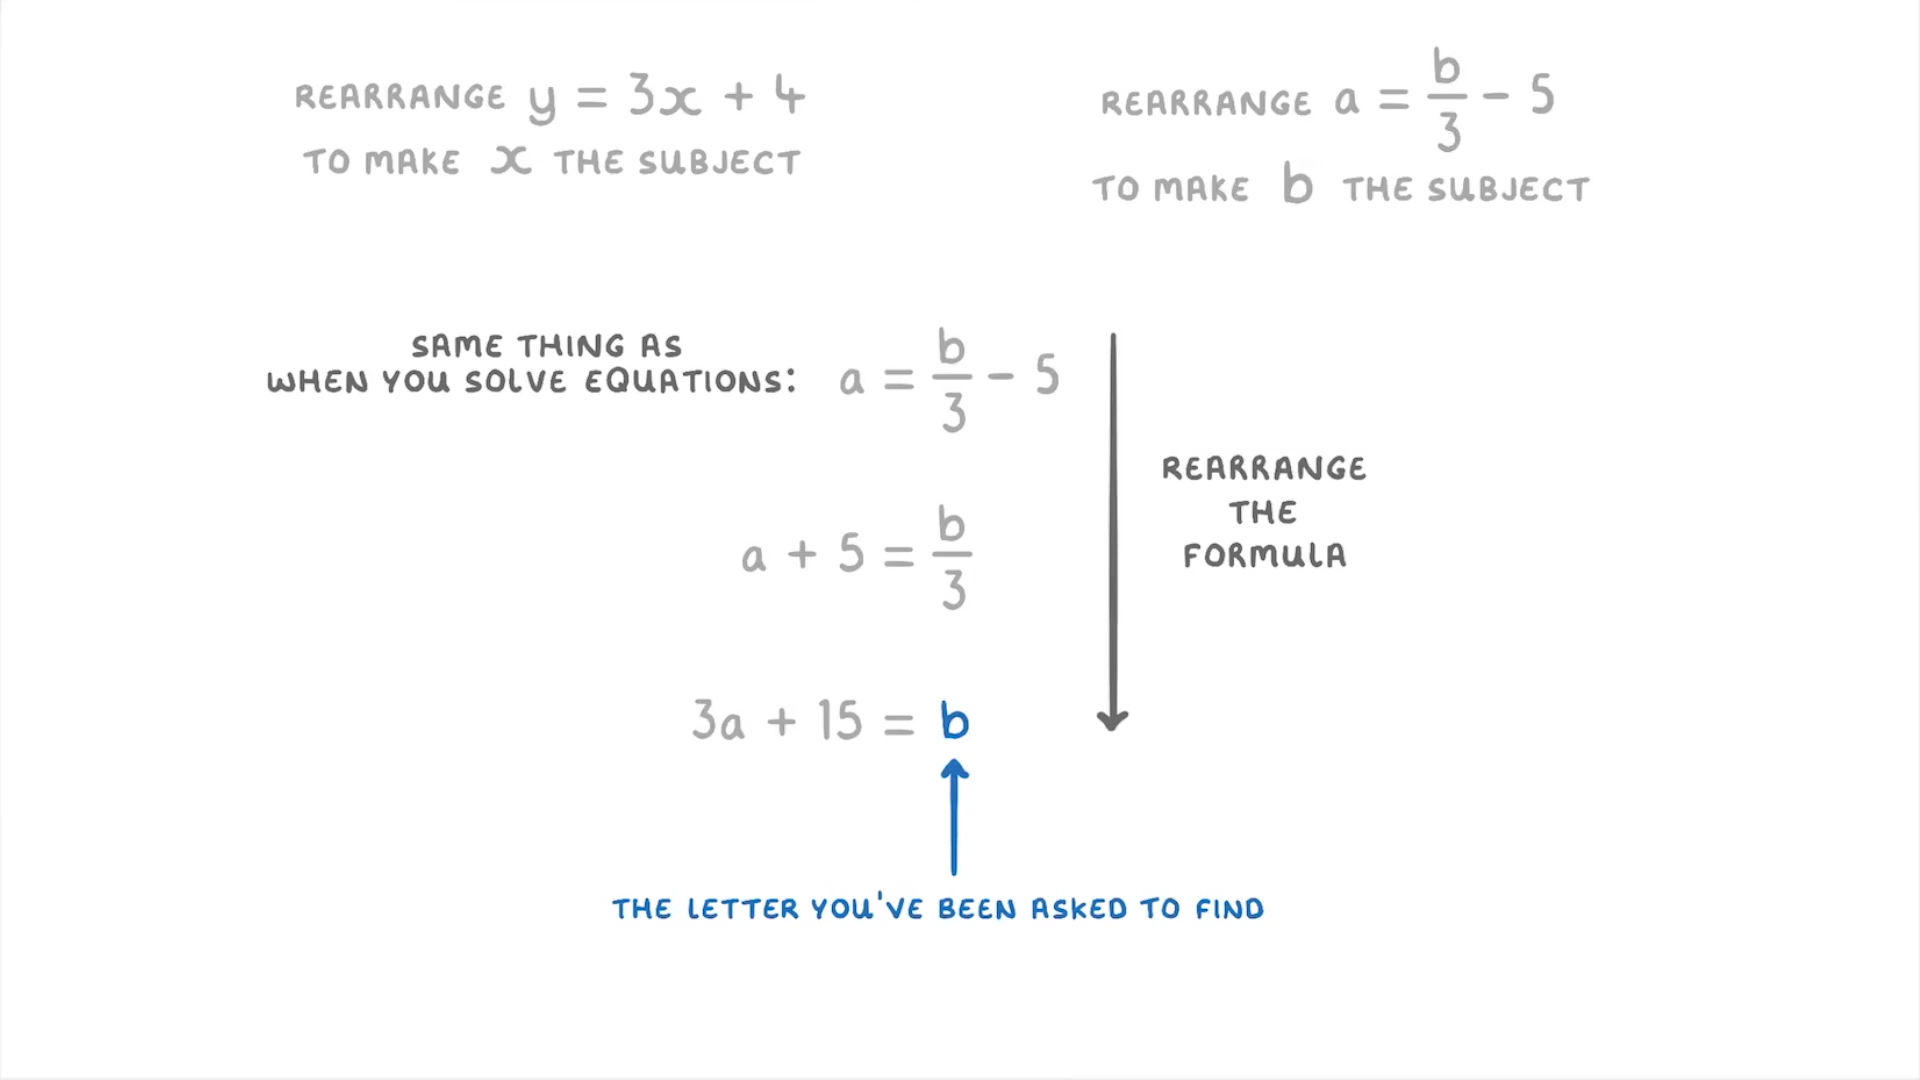 REARRANGE y = 3x + 4
TO MAKE x THE SUBJECT
REARRANGE a = b/3 - 5
TO MAKE b THE SUBJECT
SAME THING AS
WHEN YOU SOLVE EQUATIONS:
a = b/3 - 5
a + 5 = b/3
3a + 15 = b
REARRANGE
THE
FORMULA
THE LETTER YOU'VE BEEN ASKED TO FIND